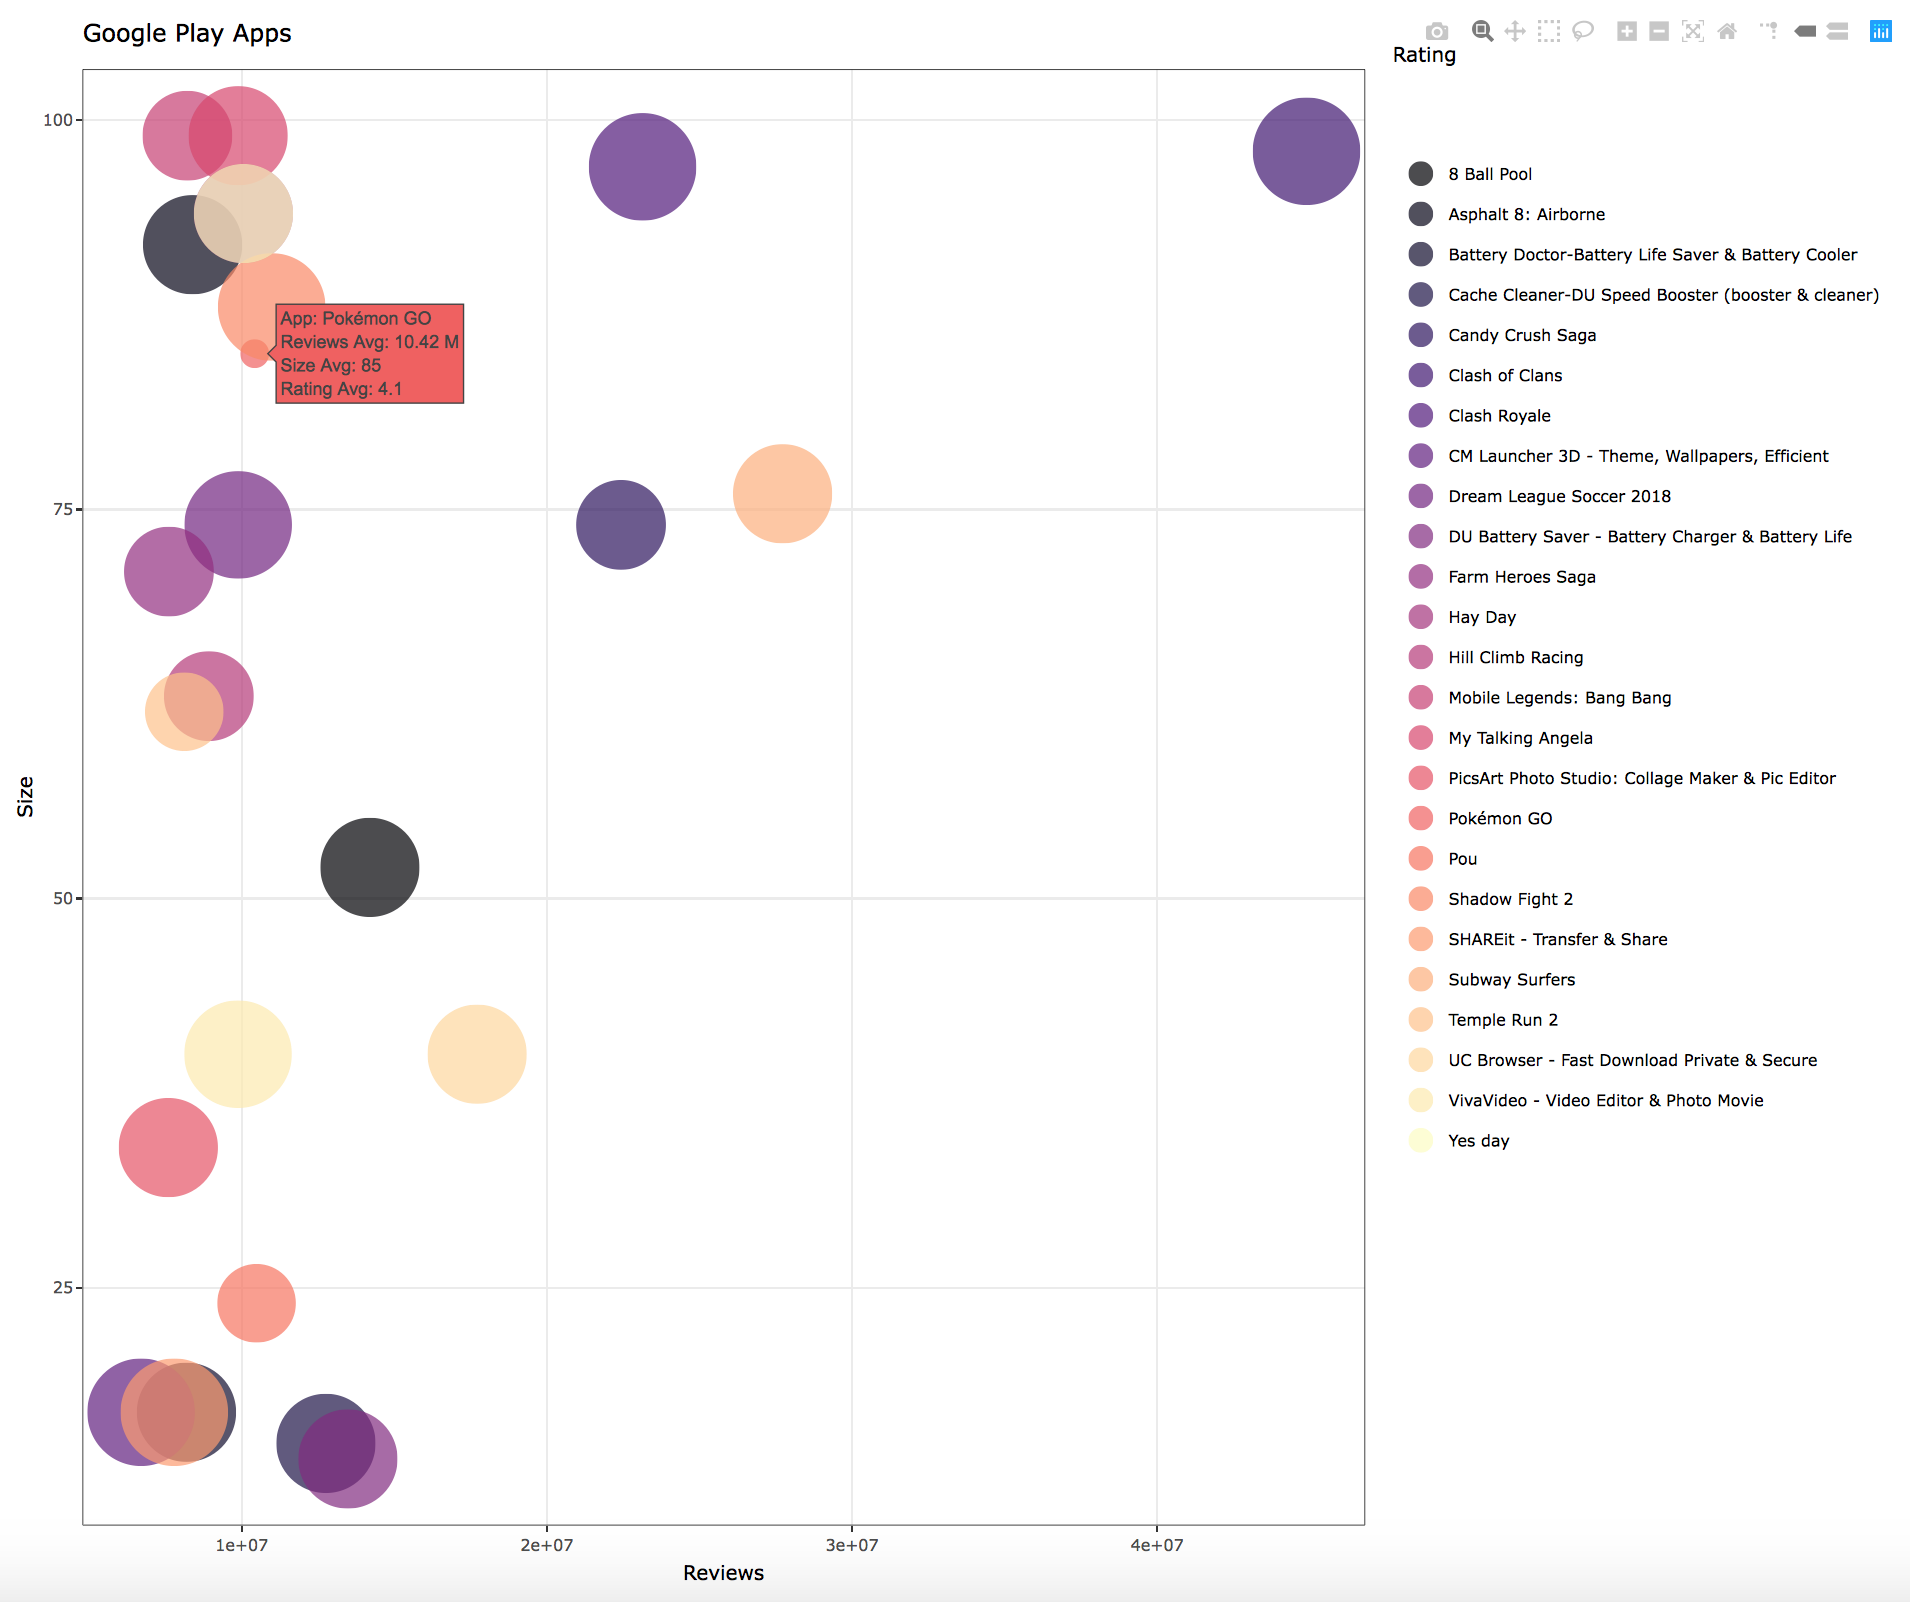 Google Play Apps
Rating
100
75
50
25
Size
1e+07
2e+07
3e+07
4e+07
Reviews
App: Pokémon GO
Reviews Avg: 10.42 M
Size Avg: 85
Rating Avg: 4.1
8 Ball Pool
Asphalt 8: Airborne
Battery Doctor-Battery Life Saver & Battery Cooler
Cache Cleaner-DU Speed Booster (booster & cleaner)
Candy Crush Saga
Clash of Clans
Clash Royale
CM Launcher 3D - Theme, Wallpapers, Efficient
Dream League Soccer 2018
DU Battery Saver - Battery Charger & Battery Life
Farm Heroes Saga
Hay Day
Hill Climb Racing
Mobile Legends: Bang Bang
My Talking Angela
PicsArt Photo Studio: Collage Maker & Pic Editor
Pokémon GO
Pou
Shadow Fight 2
SHAREit - Transfer & Share
Subway Surfers
Temple Run 2
UC Browser - Fast Download Private & Secure
VivaVideo - Video Editor & Photo Movie
Yes day